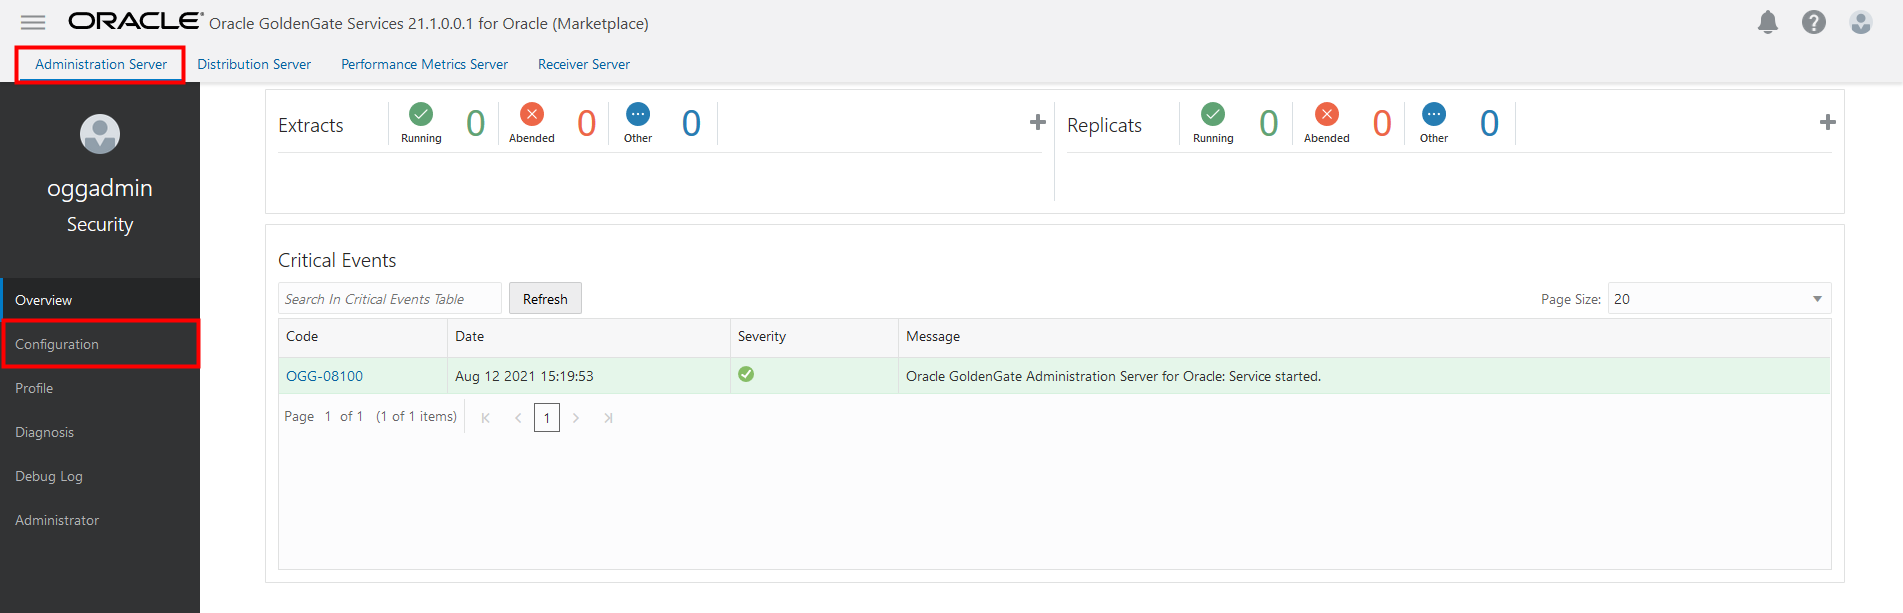 ORACLE® Oracle GoldenGate Services 21.1.0.0.1 for Oracle (Marketplace)
Administration Server Distribution Server Performance Metrics Server Receiver Server
oggadmin
Security
Overview
Configuration
Profile
Diagnosis
Debug Log
Administrator
Extracts Running 0 Abended 0 Other 0
Replicats Running 0 Abended 0 Other 0
Critical Events
Search In Critical Events Table Refresh Page Size: 20
Code Date Severity Message
OGG-08100 Aug 12 2021 15:19:53 Oracle GoldenGate Administration Server for Oracle: Service started.
Page 1 of 1 (1 of 1 items) 1